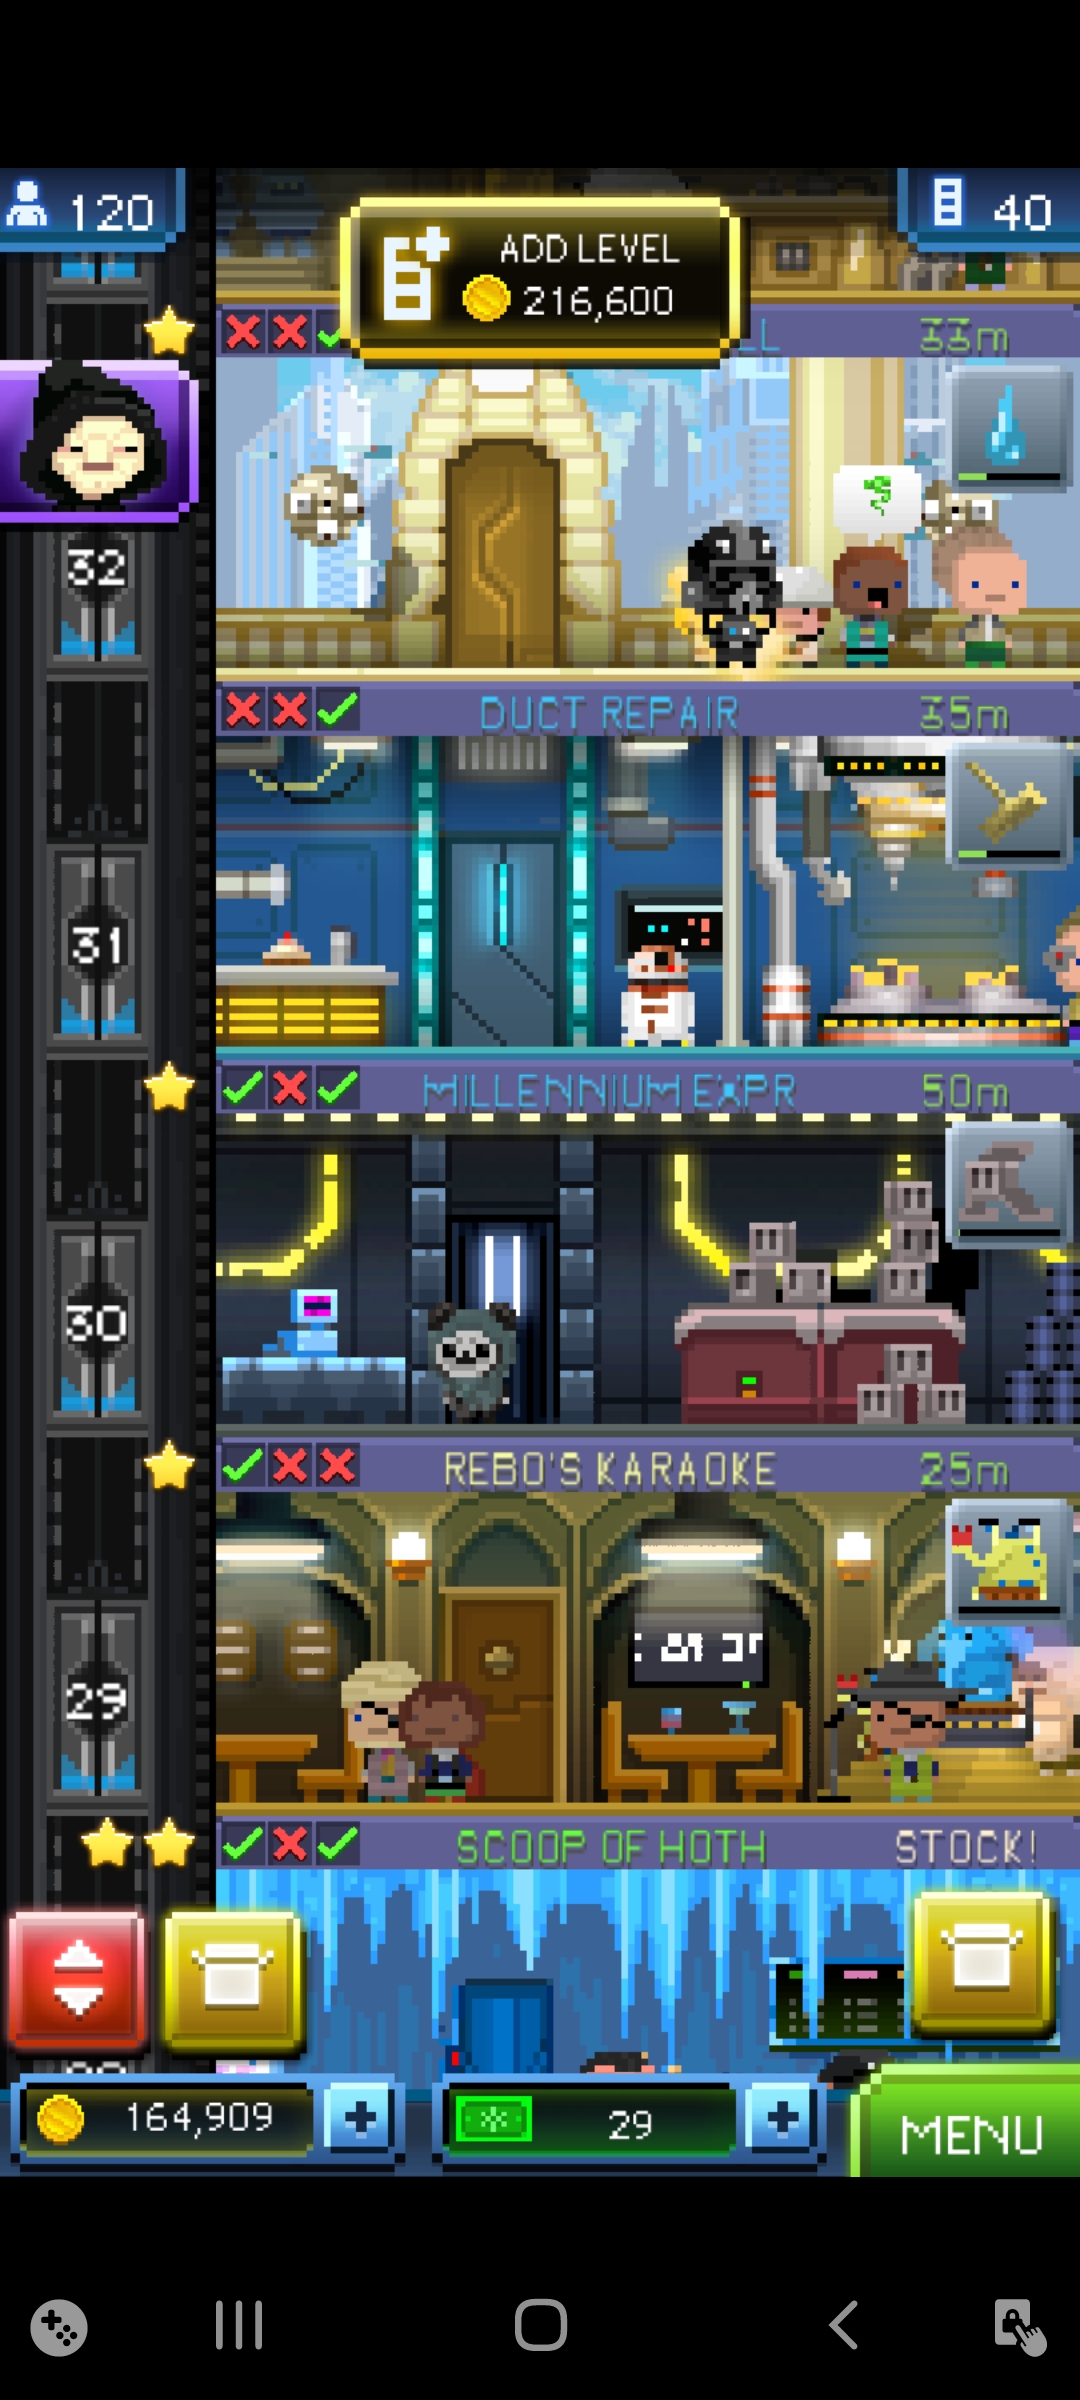 120
ADD LEVEL
216,600
40
LL
33m
32
DUCT REPAIR
35m
31
MILLENNIUM EXPR
50m
30
REBO'S KARAOKE
25m
29
SCOOP OF HOTH
STOCK!
164,909
29
MENU